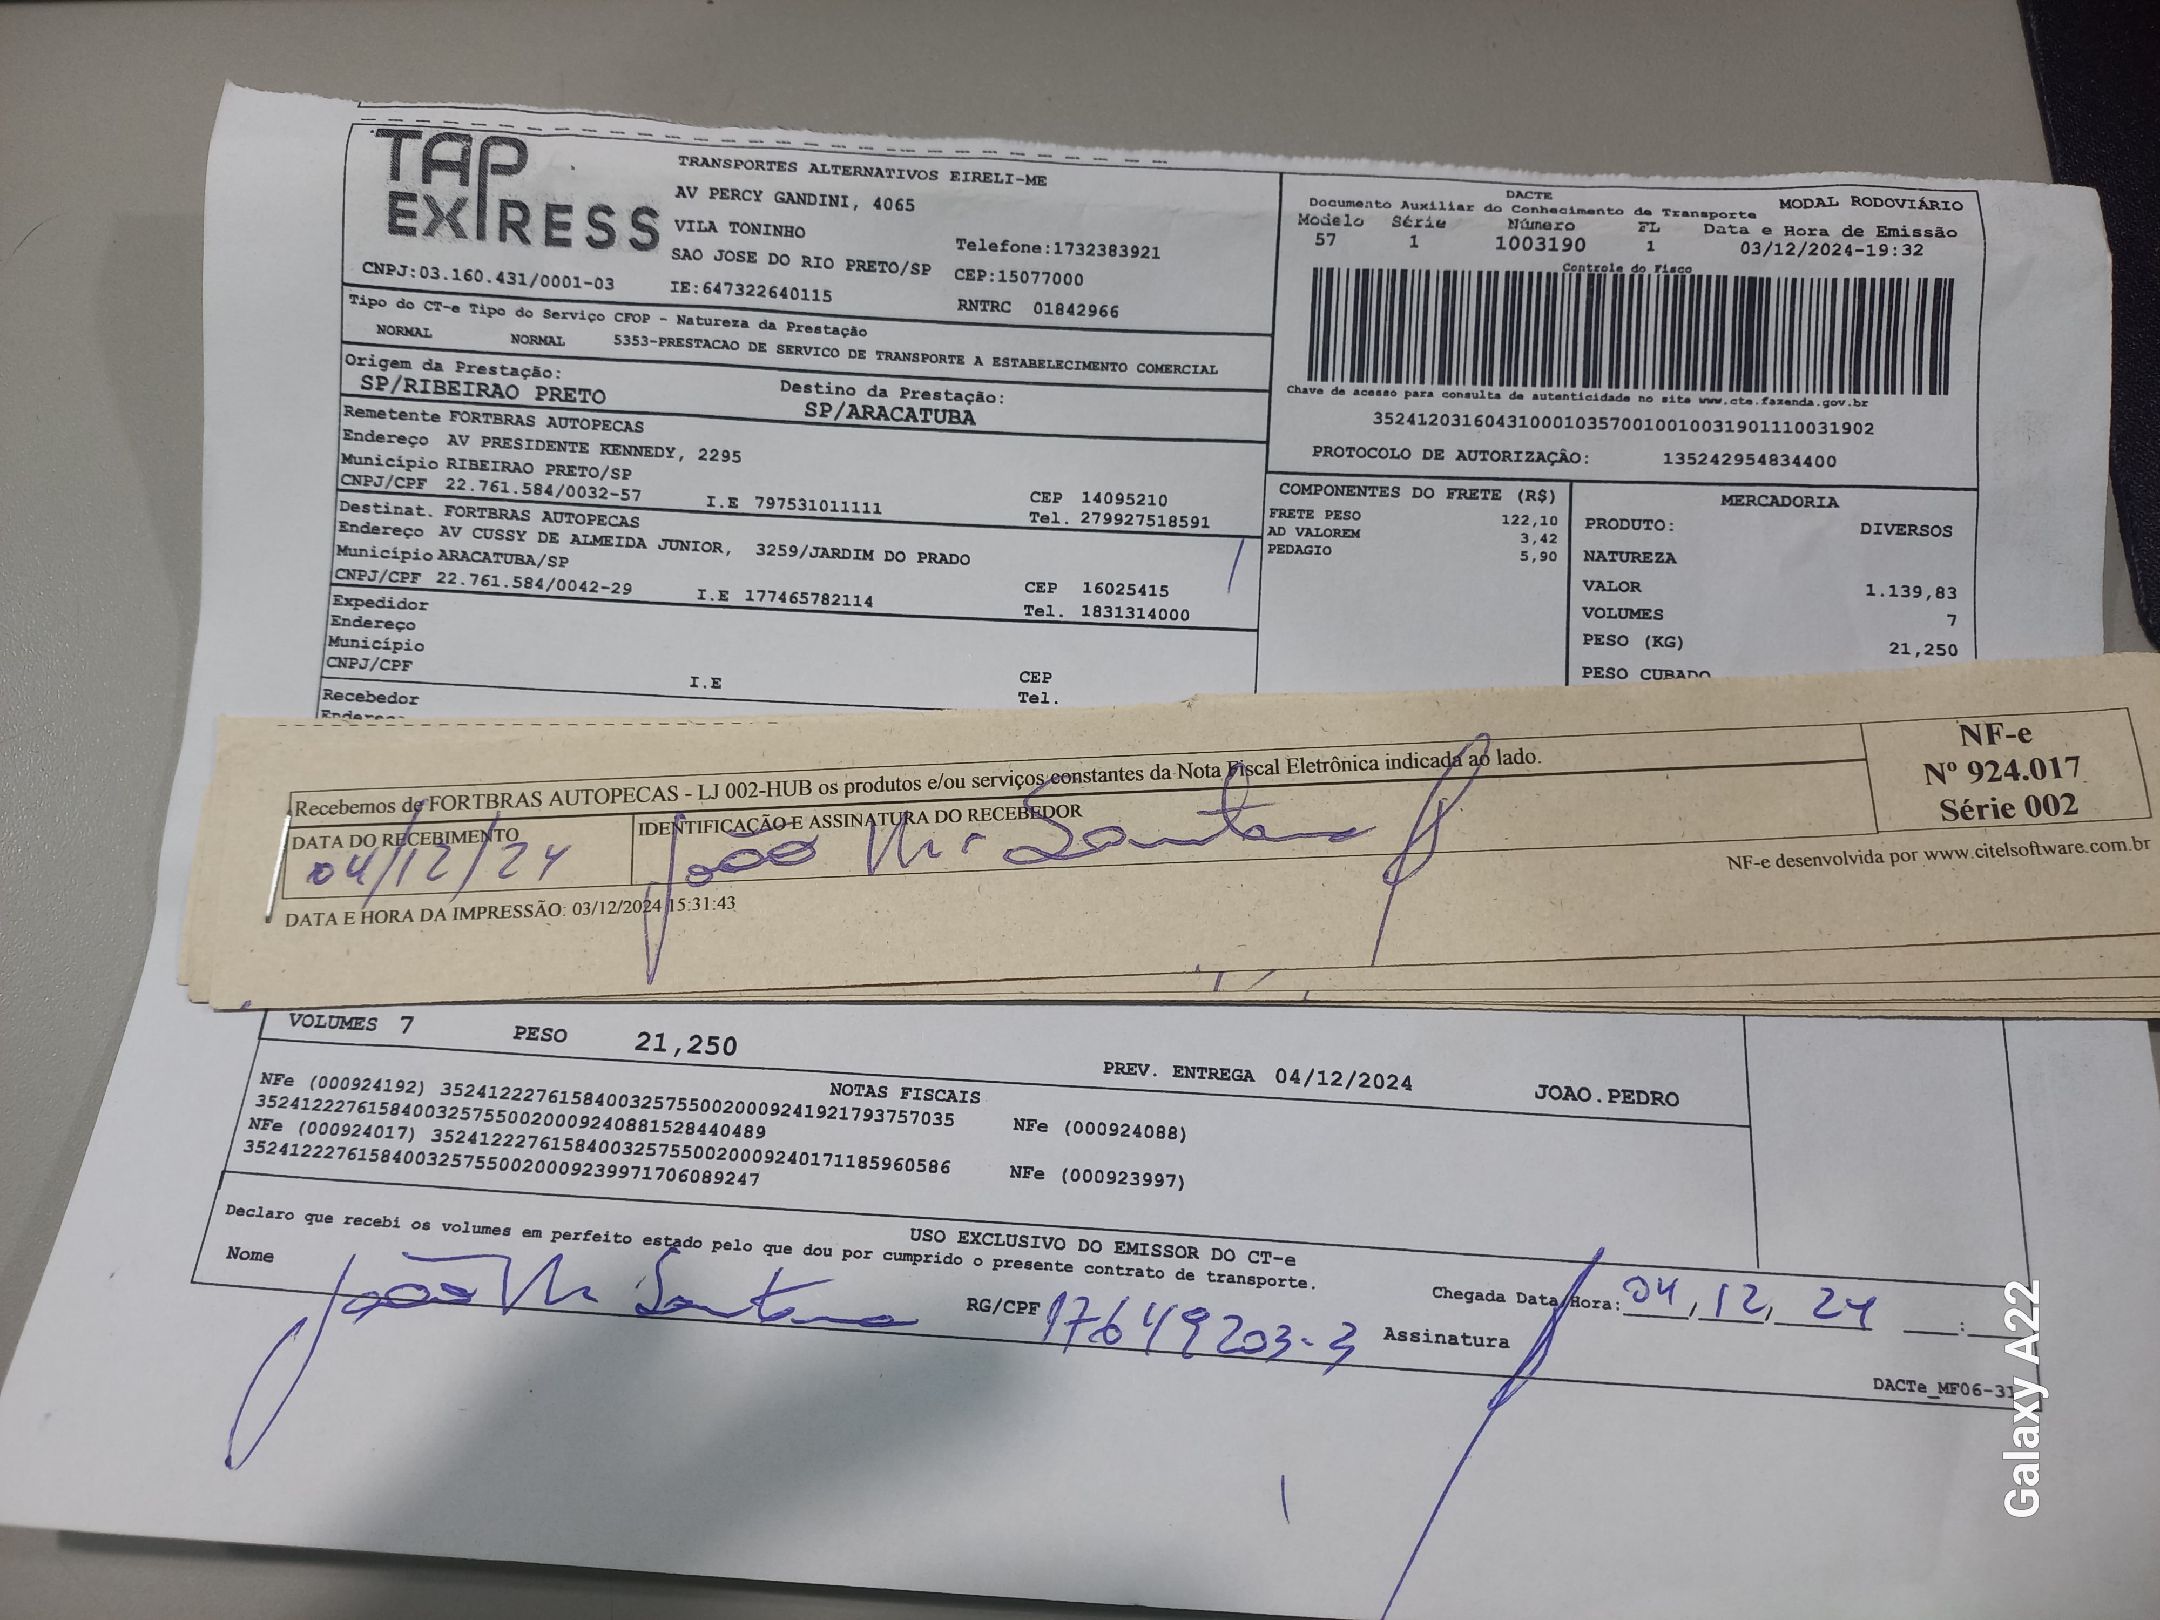 TAP EXPRESS
TRANSPORTES ALTERNATIVOS EIRELI-ME
AV PERCY GANDINI, 4065
VILA TONINHO
Telefone:1732383921
SAO JOSE DO RIO PRETO/SP CEP:15077000
CNPJ:03.160.431/0001-03 IE:647322640115 RNTRC 01842966
Tipo do CT-e Tipo do Serviço CFOP - Natureza da Prestação
NORMAL NORMAL 5353-PRESTACAO DE SERVICO DE TRANSPORTE A ESTABELECIMENTO COMERCIAL
Origem da Prestação: Destino da Prestação:
SP/RIBEIRAO PRETO SP/ARACATUBA
Remetente FORTBRAS AUTOPECAS
Endereço AV PRESIDENTE KENNEDY, 2295
Município RIBEIRAO PRETO/SP CEP 14095210
CNPJ/CPF 22.761.584/0032-57 I.E 797531011111 Tel. 279927518591
Destinat. FORTBRAS AUTOPECAS
Endereço AV CUSSY DE ALMEIDA JUNIOR, 3259/JARDIM DO PRADO
Município ARACATUBA/SP CEP 16025415
CNPJ/CPF 22.761.584/0042-29 I.E 177465782114 Tel. 1831314000
Expedidor
Endereço
Município CEP
CNPJ/CPF I.E Tel.
Recebedor
Endereço
DACTE MODAL RODOVIÁRIO
Documento Auxiliar do Conhecimento de Transporte
Modelo Série Número FL Data e Hora de Emissão
57 1 1003190 1 03/12/2024-19:32
Controle do Fisco
Chave de acesso para consulta de autenticidade no site www.cte.fazenda.gov.br
35241203160431000103570010010031901110031902
PROTOCOLO DE AUTORIZAÇÃO: 135242954834400
COMPONENTES DO FRETE (R$)
FRETE PESO 122,10
AD VALOREM 3,42
PEDAGIO 5,90
MERCADORIA
PRODUTO: DIVERSOS
NATUREZA
VALOR 1.139,83
VOLUMES 7
PESO (KG) 21,250
PESO CUBADO
Recebemos de FORTBRAS AUTOPECAS - LJ 002-HUB os produtos e/ou serviços constantes da Nota Fiscal Eletrônica indicada ao lado.
DATA DO RECEBIMENTO IDENTIFICAÇÃO E ASSINATURA DO RECEBEDOR
04/12/24 João Santana
NF-e
Nº 924.017
Série 002
DATA E HORA DA IMPRESSÃO: 03/12/2024 15:31:43
NF-e desenvolvida por www.citelsoftware.com.br
VOLUMES 7 PESO 21,250 PREV. ENTREGA 04/12/2024 JOAO.PEDRO
NOTAS FISCAIS
NFe (000924192) 35241222761584003257550020009241921793757035 NFe (000924088)
35241222761584003257550020009240881528440489
NFe (000924017) 35241222761584003257550020009240171185960586 NFe (000923997)
35241222761584003257550020009239971706089247
USO EXCLUSIVO DO EMISSOR DO CT-e
Declaro que recebi os volumes em perfeito estado pelo que dou por cumprido o presente contrato de transporte.
Nome João Santana RG/CPF 17649203-3 Assinatura Chegada Data/Hora: 04, 12, 24 :
DACTe_MF06-31
Galaxy A22